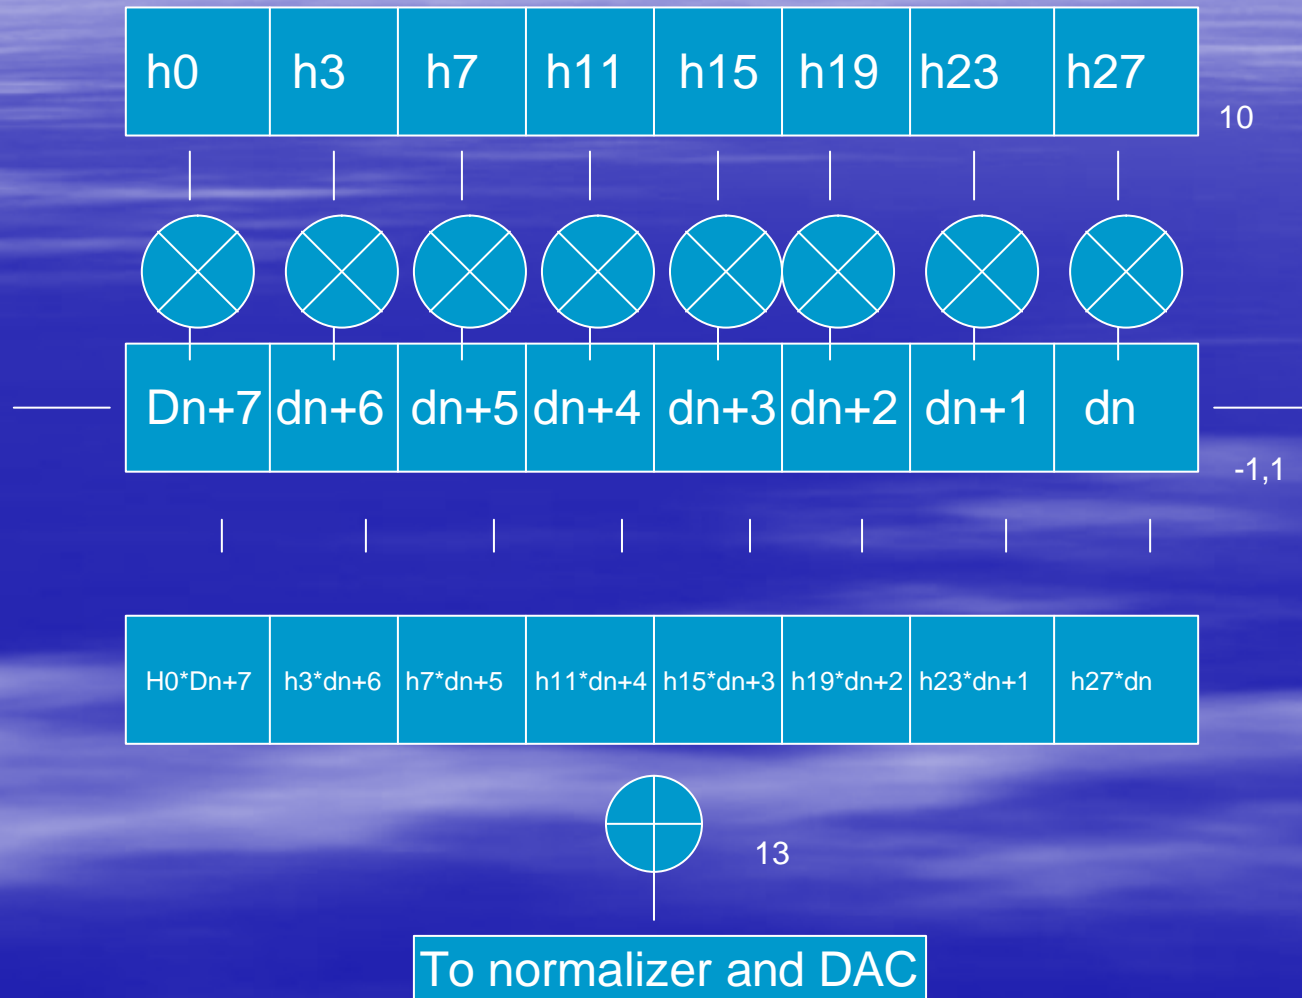 h0 h3 h7 h11 h15 h19 h23 h27
10
Dn+7 dn+6 dn+5 dn+4 dn+3 dn+2 dn+1 dn
-1,1
H0*Dn+7 h3*dn+6 h7*dn+5 h11*dn+4 h15*dn+3 h19*dn+2 h23*dn+1 h27*dn
13
To normalizer and DAC